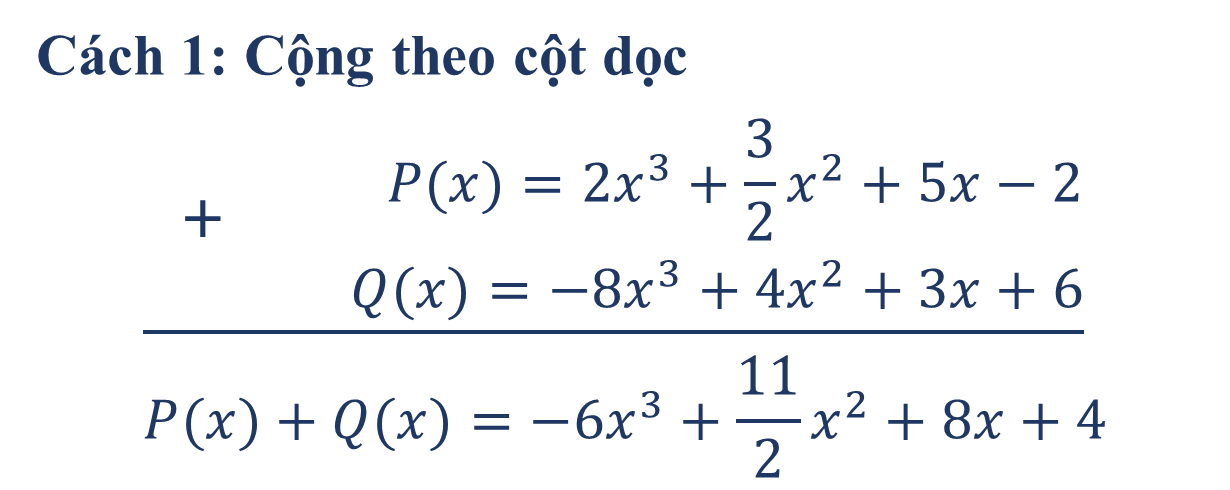 Cách 1: Cộng theo cột dọc
P(x) = 2x³ + 3/2 x² + 5x − 2
+
Q(x) = −8x³ + 4x² + 3x + 6
P(x) + Q(x) = −6x³ + 11/2 x² + 8x + 4